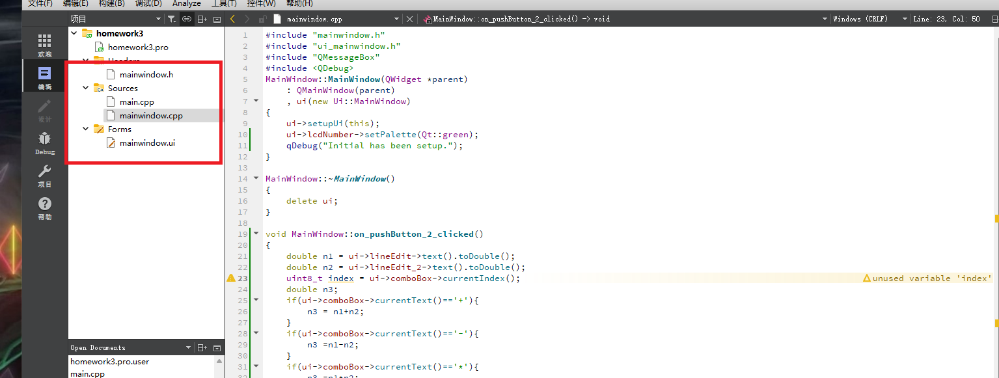 文件(F) 编辑(E) 构建(B) 调试(D) Analyze 工具(T) 控件(W) 帮助(H)
项目
mainwindow.cpp
MainWindow::on_pushButton_2_clicked() -> void
Windows (CRLF)
Line: 23, Col: 50
欢迎
编辑
设计
Debug
项目
帮助
homework3
homework3.pro
Headers
mainwindow.h
Sources
main.cpp
mainwindow.cpp
Forms
mainwindow.ui
Open Documents
homework3.pro.user
main.cpp
1 #include "mainwindow.h"
2 #include "ui_mainwindow.h"
3 #include "QMessageBox"
4 #include <QDebug>
5 MainWindow::MainWindow(QWidget *parent)
6 : QMainWindow(parent)
7 , ui(new Ui::MainWindow)
8 {
9 ui->setupUi(this);
10 ui->lcdNumber->setPalette(Qt::green);
11 qDebug("Initial has been setup.");
12 }
13
14 MainWindow::~MainWindow()
15 {
16 delete ui;
17 }
18
19 void MainWindow::on_pushButton_2_clicked()
20 {
21 double n1 = ui->lineEdit->text().toDouble();
22 double n2 = ui->lineEdit_2->text().toDouble();
23 uint8_t index = ui->comboBox->currentIndex(); unused variable 'index'
24 double n3;
25 if(ui->comboBox->currentText()=='+'){
26 n3 = n1+n2;
27 }
28 if(ui->comboBox->currentText()=='-'){
29 n3 =n1-n2;
30 }
31 if(ui->comboBox->currentText()=='*'){
32 n3 =n1*n2;